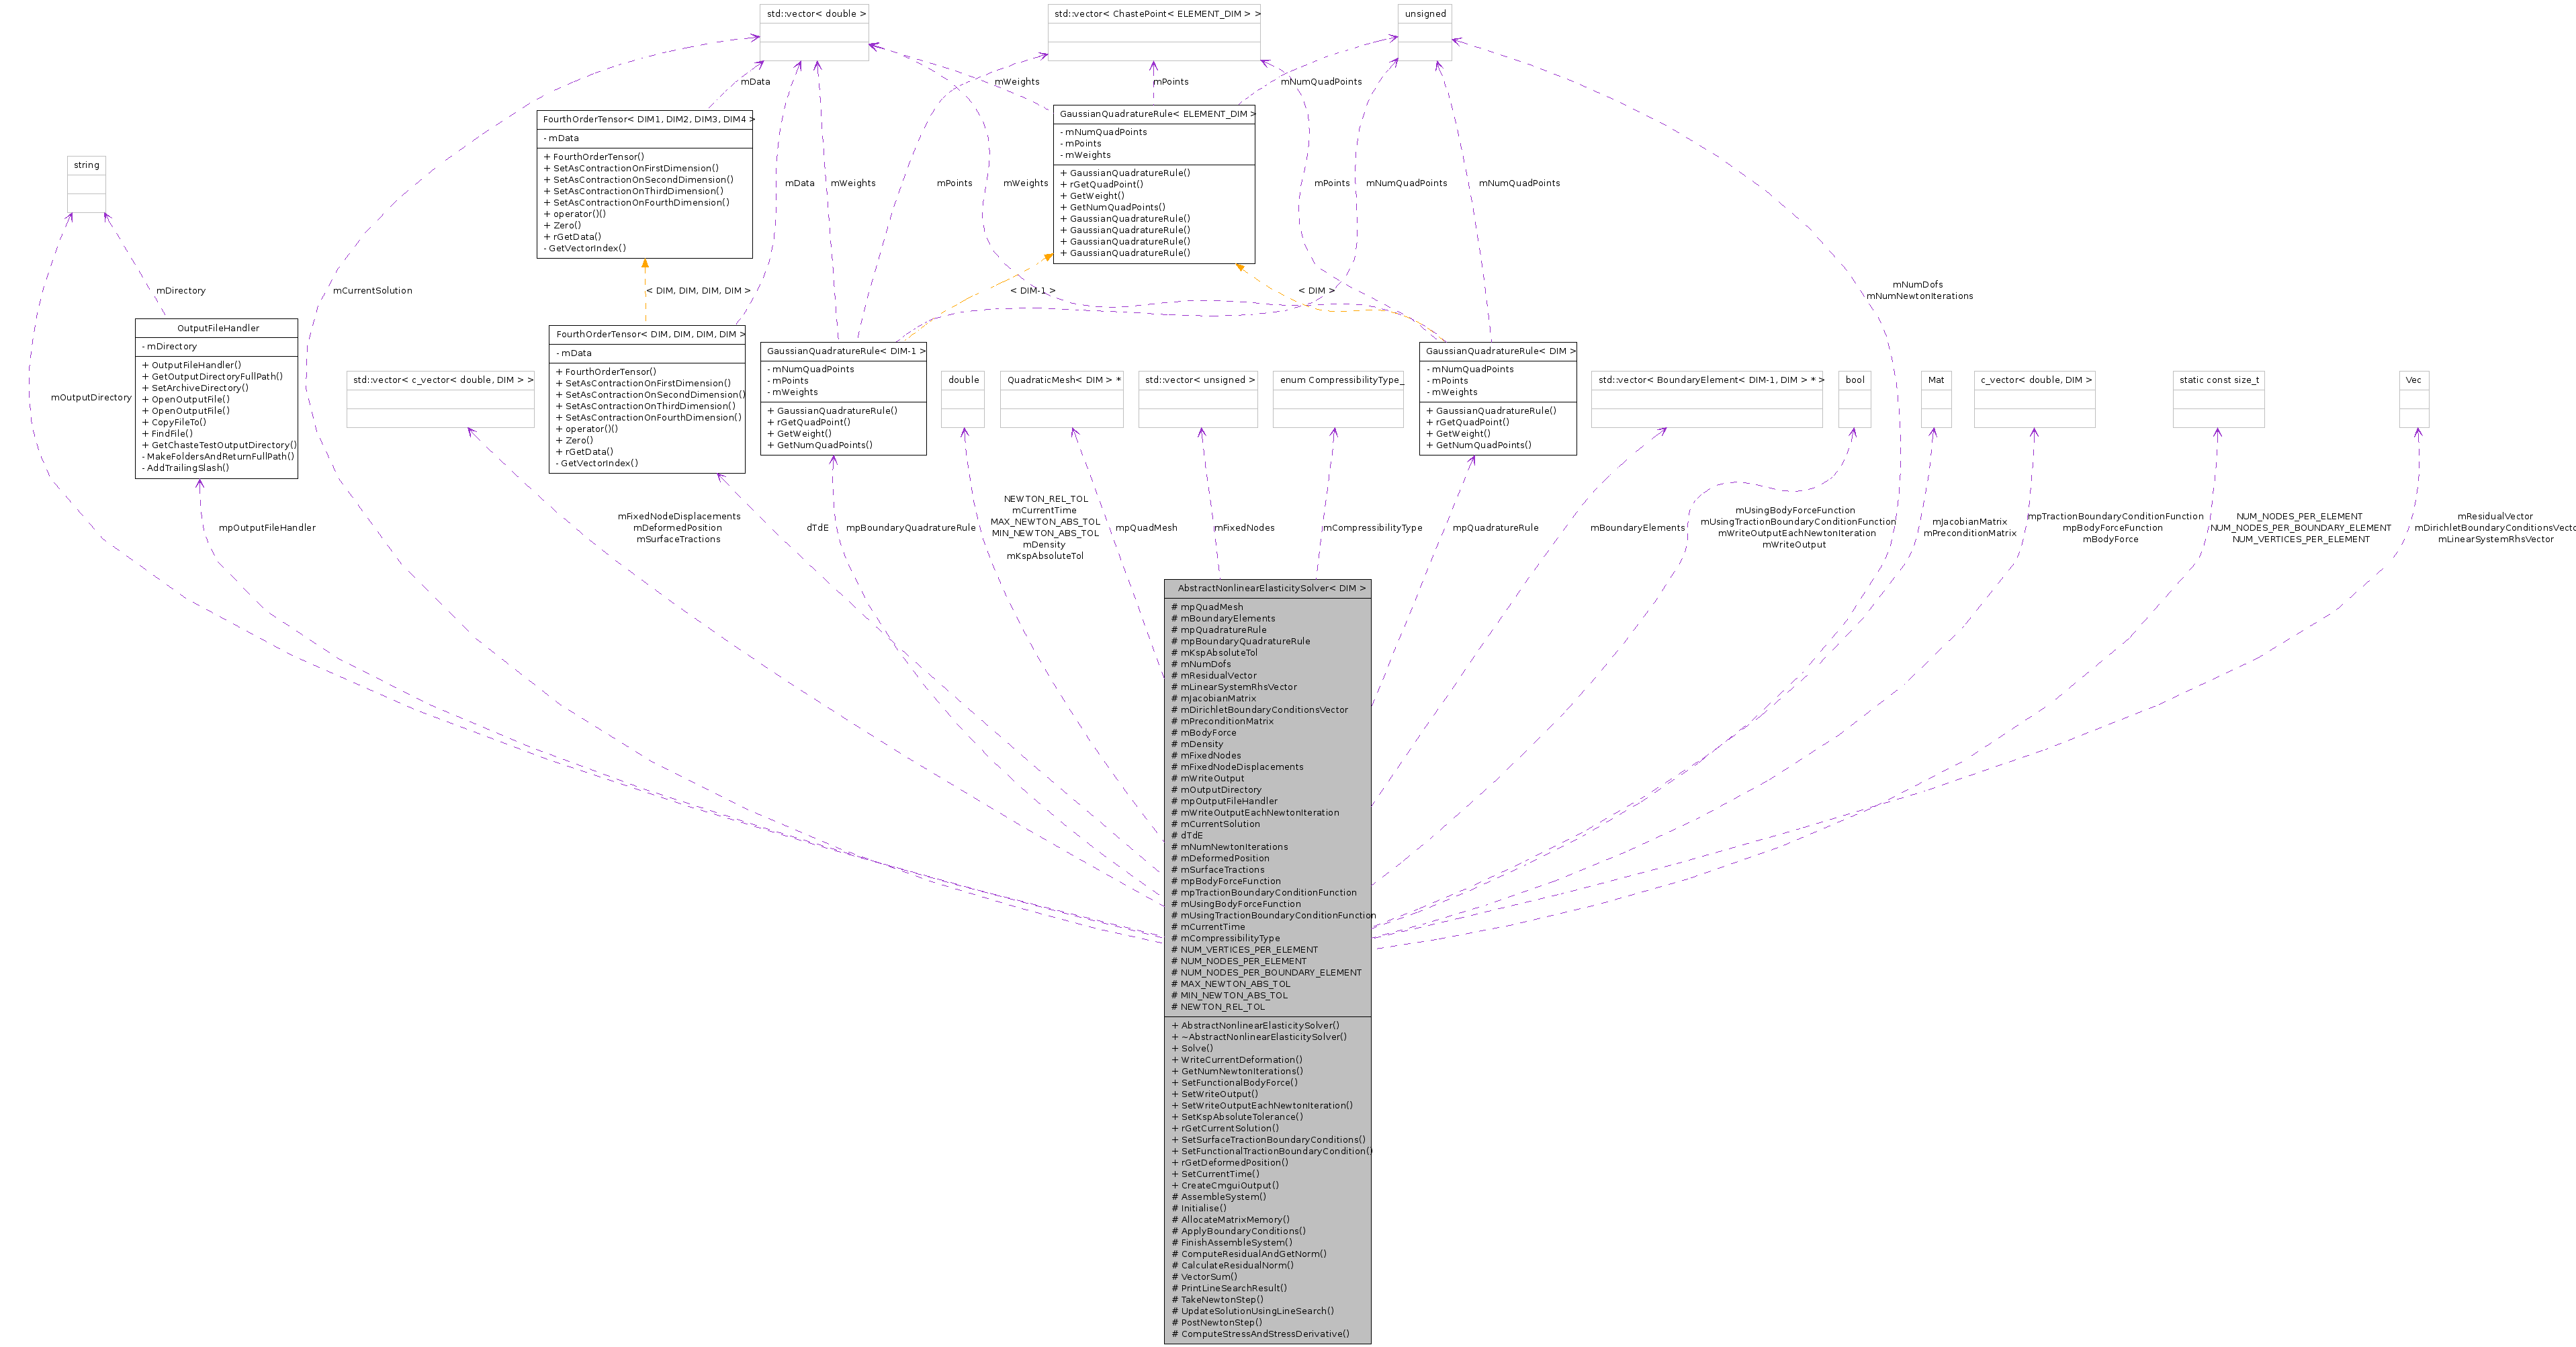 std::vector< double >
std::vector< ChastePoint< ELEMENT_DIM > >
unsigned
mData
mWeights
mPoints
mNumQuadPoints
FourthOrderTensor< DIM1, DIM2, DIM3, DIM4 >
- mData
+ FourthOrderTensor()
+ SetAsContractionOnFirstDimension()
+ SetAsContractionOnSecondDimension()
+ SetAsContractionOnThirdDimension()
+ SetAsContractionOnFourthDimension()
+ operator()()
+ Zero()
+ rGetData()
- GetVectorIndex()
GaussianQuadratureRule< ELEMENT_DIM >
- mNumQuadPoints
- mPoints
- mWeights
+ GaussianQuadratureRule()
+ rGetQuadPoint()
+ GetWeight()
+ GetNumQuadPoints()
+ GaussianQuadratureRule()
+ GaussianQuadratureRule()
+ GaussianQuadratureRule()
+ GaussianQuadratureRule()
string
mData
mWeights
mPoints
mWeights
mPoints
mNumQuadPoints
mNumQuadPoints
mDirectory
mCurrentSolution
< DIM, DIM, DIM, DIM >
< DIM-1 >
< DIM >
mNumDofs
mNumNewtonIterations
OutputFileHandler
- mDirectory
+ OutputFileHandler()
+ GetOutputDirectoryFullPath()
+ SetArchiveDirectory()
+ OpenOutputFile()
+ OpenOutputFile()
+ CopyFileTo()
+ FindFile()
+ GetChasteTestOutputDirectory()
- MakeFoldersAndReturnFullPath()
- AddTrailingSlash()
mOutputDirectory
std::vector< c_vector< double, DIM > >
FourthOrderTensor< DIM, DIM, DIM, DIM >
- mData
+ FourthOrderTensor()
+ SetAsContractionOnFirstDimension()
+ SetAsContractionOnSecondDimension()
+ SetAsContractionOnThirdDimension()
+ SetAsContractionOnFourthDimension()
+ operator()()
+ Zero()
+ rGetData()
- GetVectorIndex()
GaussianQuadratureRule< DIM-1 >
- mNumQuadPoints
- mPoints
- mWeights
+ GaussianQuadratureRule()
+ rGetQuadPoint()
+ GetWeight()
+ GetNumQuadPoints()
double
QuadraticMesh< DIM > *
std::vector< unsigned >
enum CompressibilityType_
GaussianQuadratureRule< DIM >
- mNumQuadPoints
- mPoints
- mWeights
+ GaussianQuadratureRule()
+ rGetQuadPoint()
+ GetWeight()
+ GetNumQuadPoints()
std::vector< BoundaryElement< DIM-1, DIM > * >
bool
Mat
c_vector< double, DIM >
static const size_t
Vec
mpOutputFileHandler
mFixedNodeDisplacements
mDeformedPosition
mSurfaceTractions
dTdE
mpBoundaryQuadratureRule
NEWTON_REL_TOL
mCurrentTime
MAX_NEWTON_ABS_TOL
MIN_NEWTON_ABS_TOL
mDensity
mKspAbsoluteTol
mpQuadMesh
mFixedNodes
mCompressibilityType
mpQuadratureRule
mBoundaryElements
mUsingBodyForceFunction
mUsingTractionBoundaryConditionFunction
mWriteOutputEachNewtonIteration
mWriteOutput
mJacobianMatrix
mPreconditionMatrix
mpTractionBoundaryConditionFunction
mpBodyForceFunction
mBodyForce
NUM_NODES_PER_ELEMENT
NUM_NODES_PER_BOUNDARY_ELEMENT
NUM_VERTICES_PER_ELEMENT
mResidualVector
mDirichletBoundaryConditionsVecto
mLinearSystemRhsVector
AbstractNonlinearElasticitySolver< DIM >
# mpQuadMesh
# mBoundaryElements
# mpQuadratureRule
# mpBoundaryQuadratureRule
# mKspAbsoluteTol
# mNumDofs
# mResidualVector
# mLinearSystemRhsVector
# mJacobianMatrix
# mDirichletBoundaryConditionsVector
# mPreconditionMatrix
# mBodyForce
# mDensity
# mFixedNodes
# mFixedNodeDisplacements
# mWriteOutput
# mOutputDirectory
# mpOutputFileHandler
# mWriteOutputEachNewtonIteration
# mCurrentSolution
# dTdE
# mNumNewtonIterations
# mDeformedPosition
# mSurfaceTractions
# mpBodyForceFunction
# mpTractionBoundaryConditionFunction
# mUsingBodyForceFunction
# mUsingTractionBoundaryConditionFunction
# mCurrentTime
# mCompressibilityType
# NUM_VERTICES_PER_ELEMENT
# NUM_NODES_PER_ELEMENT
# NUM_NODES_PER_BOUNDARY_ELEMENT
# MAX_NEWTON_ABS_TOL
# MIN_NEWTON_ABS_TOL
# NEWTON_REL_TOL
+ AbstractNonlinearElasticitySolver()
+ ~AbstractNonlinearElasticitySolver()
+ Solve()
+ WriteCurrentDeformation()
+ GetNumNewtonIterations()
+ SetFunctionalBodyForce()
+ SetWriteOutput()
+ SetWriteOutputEachNewtonIteration()
+ SetKspAbsoluteTolerance()
+ rGetCurrentSolution()
+ SetSurfaceTractionBoundaryConditions()
+ SetFunctionalTractionBoundaryCondition()
+ rGetDeformedPosition()
+ SetCurrentTime()
+ CreateCmguiOutput()
# AssembleSystem()
# Initialise()
# AllocateMatrixMemory()
# ApplyBoundaryConditions()
# FinishAssembleSystem()
# ComputeResidualAndGetNorm()
# CalculateResidualNorm()
# VectorSum()
# PrintLineSearchResult()
# TakeNewtonStep()
# UpdateSolutionUsingLineSearch()
# PostNewtonStep()
# ComputeStressAndStressDerivative()